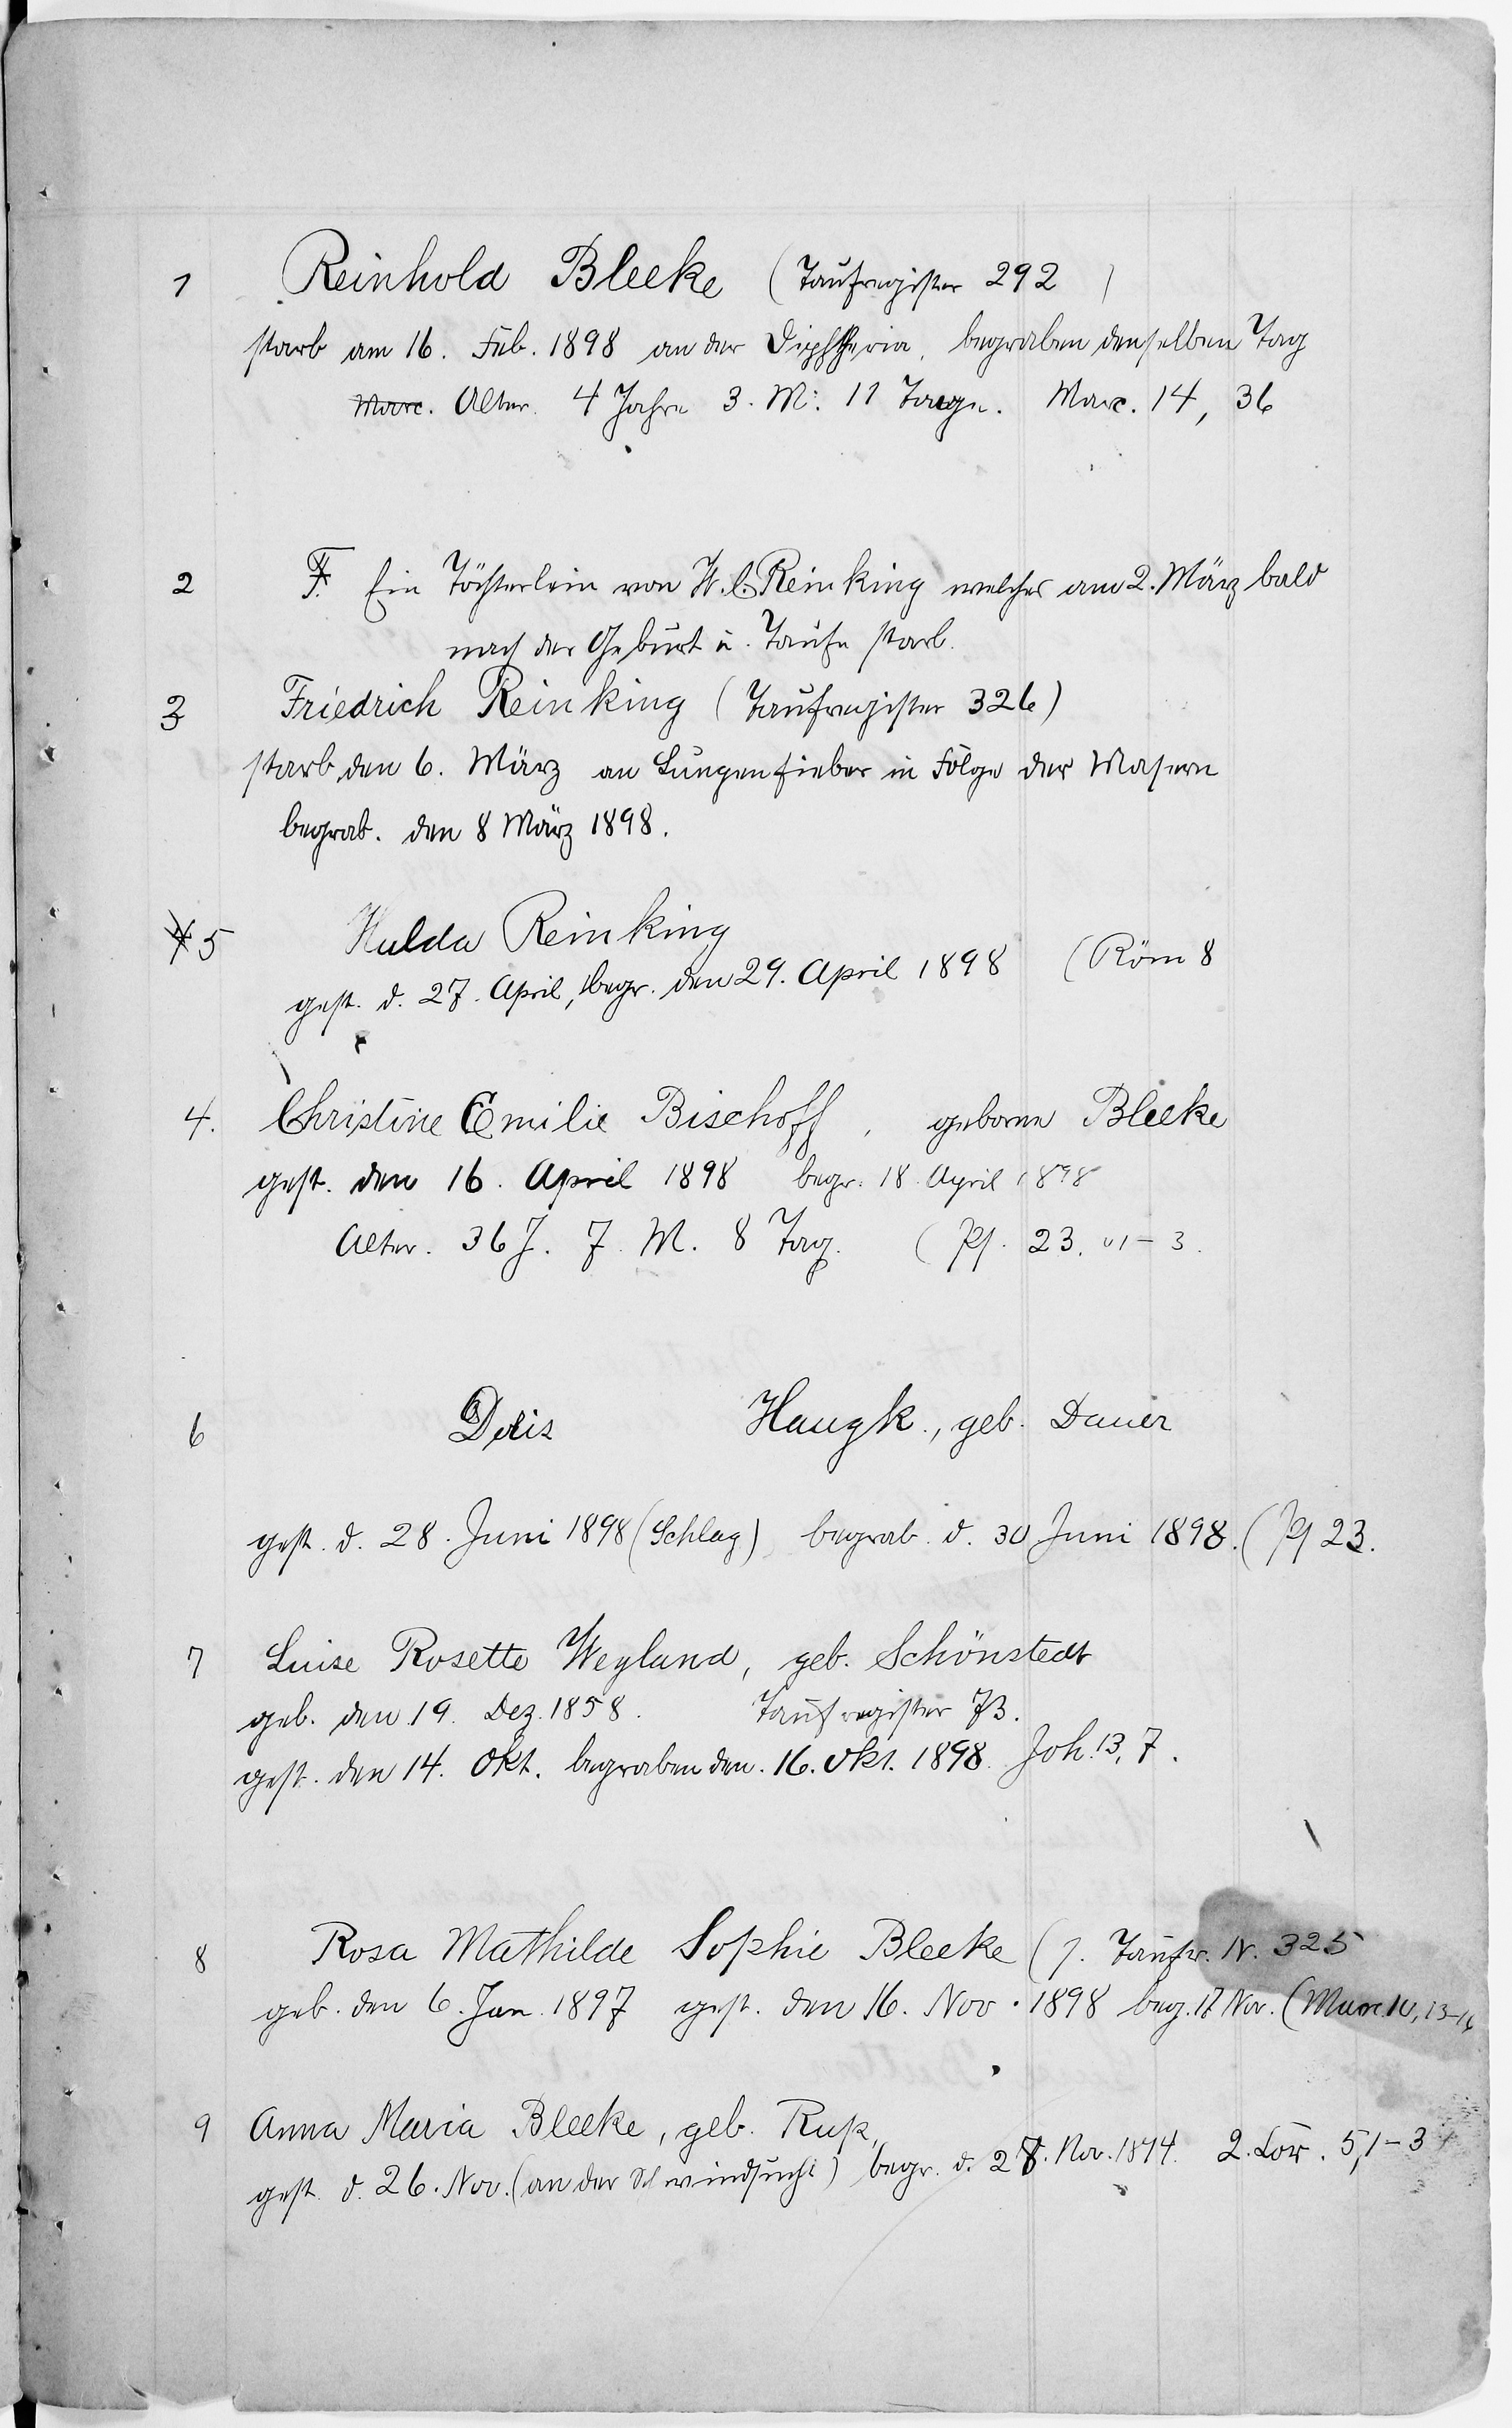 1 Reinhold Bleeke (Taufregister 292 )
starb am 16. Feb. 1898 an der Diphtheria, begraben denselben Tag
Marc. Alter. 4 Jahre 3. M: 11 Tage. Marc. 14, 36
2 Ein Töchterlein von W. C. Reinking welches am 2. März bald
nach der Geburt u. Taufe starb.
3 Friedrich Reinking (Taufregister 326)
starb den 6. März an Lungenfieber in Folge der Masern
begrab. den 8 März 1898.
5 Hulda Reinking
gest. d. 27. April, begr. den 29. April 1898 (Röm 8
4. Christine Emilie Bischoff, geborne Bleeke
gest. den 16. April 1898 begr. 18. April 1898
Alter. 36 J. 7. M. 8 Tag. (Ps. 23. v 1-3.
6 Doris Haugk., geb. Dauer
gest. d. 28. Juni 1898 (Schlag) begrab. d. 30 Juni 1898. (Ps 23.
7 Luise Rosette Weyland, geb. Schönstedt
geb. den 19. Dez. 1858. Taufregister 73.
gest. den 14. Okt. begraben den. 16. Okt. 1898. Joh. 13, 7.
8 Rosa Mathilde Sophie Bleeke (s. Taufr. N. 325
geb. den 6. Jan. 1897 gest. den 16. Nov. 1898 beg. 17 Nov. (Marc. 10, 13-16
9 Anna Maria Bleeke, geb.
gest. d. 26. Nov. (an der Schwindsucht) begr. d. 28. Nov. 2. Cor. 5, 1-3